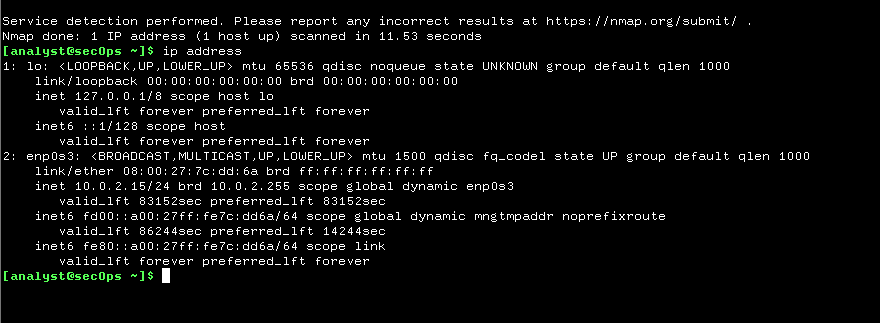 Service detection performed. Please report any incorrect results at https://nmap.org/submit/ .
Nmap done: 1 IP address (1 host up) scanned in 11.53 seconds
[analyst@secOps ~]$ ip address
1: lo: <LOOPBACK,UP,LOWER_UP> mtu 65536 qdisc noqueue state UNKNOWN group default qlen 1000
    link/loopback 00:00:00:00:00:00 brd 00:00:00:00:00:00
    inet 127.0.0.1/8 scope host lo
       valid_lft forever preferred_lft forever
    inet6 ::1/128 scope host
       valid_lft forever preferred_lft forever
2: enp0s3: <BROADCAST,MULTICAST,UP,LOWER_UP> mtu 1500 qdisc fq_codel state UP group default qlen 1000
    link/ether 08:00:27:7c:dd:6a brd ff:ff:ff:ff:ff:ff
    inet 10.0.2.15/24 brd 10.0.2.255 scope global dynamic enp0s3
       valid_lft 83152sec preferred_lft 83152sec
    inet6 fd00::a00:27ff:fe7c:dd6a/64 scope global dynamic mngtmpaddr noprefixroute
       valid_lft 86244sec preferred_lft 14244sec
    inet6 fe80::a00:27ff:fe7c:dd6a/64 scope link
       valid_lft forever preferred_lft forever
[analyst@secOps ~]$